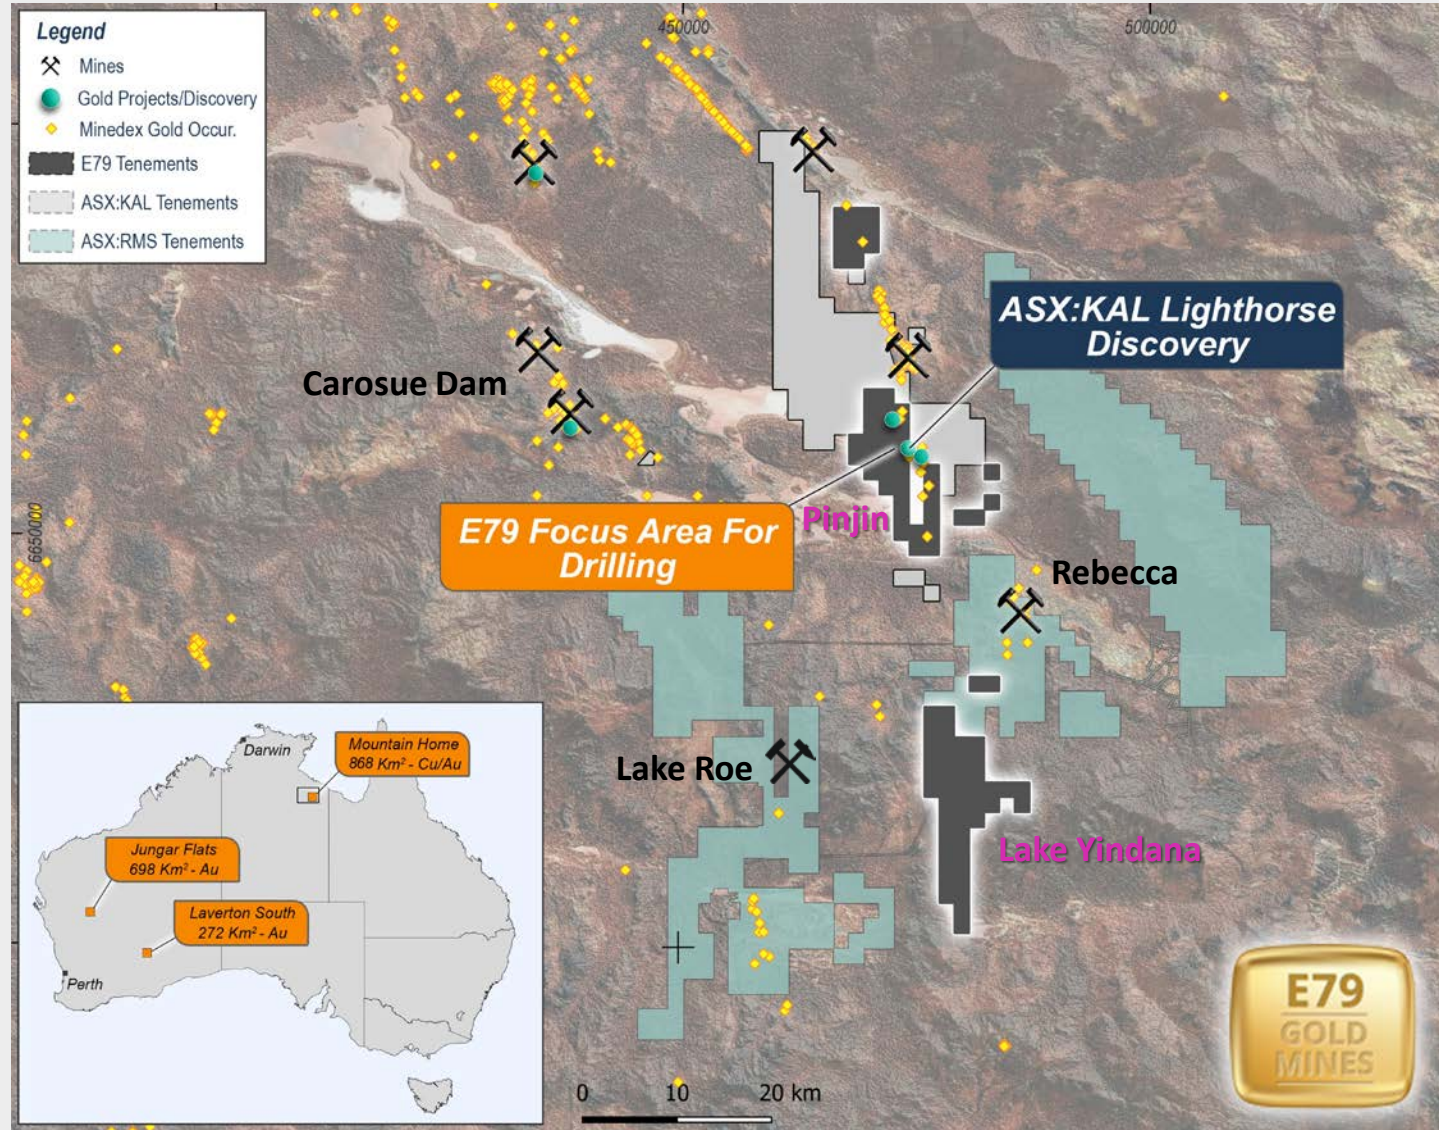 Legend
Mines
Gold Projects/Discovery
Minedex Gold Occur.
E79 Tenements
ASX:KAL Tenements
ASX:RMS Tenements
450000
500000
6650000
ASX:KAL Lighthorse
Discovery
Carosue Dam
E79 Focus Area For
Drilling
Pinjin
Rebecca
Lake Roe
Lake Yindana
Darwin
Mountain Home
868 Km² - Cu/Au
Jungar Flats
698 Km² - Au
Laverton South
272 Km² - Au
Perth
0 10 20 km
E79
GOLD
MINES